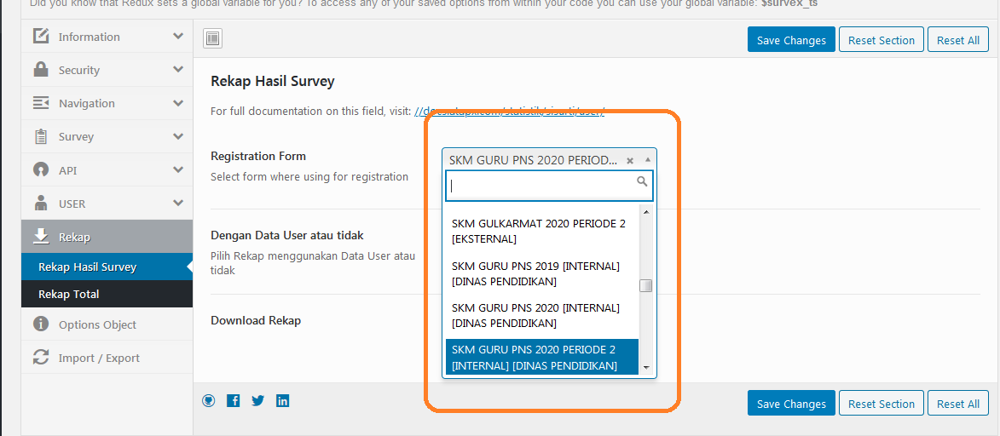 Did you know that Redux sets a global variable for you? To access any of your saved options from within your code you can use your global variable: $survex_ts
Information
Security
Navigation
Survey
API
USER
Rekap
Rekap Hasil Survey
Rekap Total
Options Object
Import / Export
Save Changes
Reset Section
Reset All
Rekap Hasil Survey
For full documentation on this field, visit:
Registration Form
Select form where using for registration
SKM GURU PNS 2020 PERIOD...
SKM GULKARMAT 2020 PERIODE 2
[EKSTERNAL]
SKM GURU PNS 2019 [INTERNAL]
[DINAS PENDIDIKAN]
SKM GURU PNS 2020 [INTERNAL]
[DINAS PENDIDIKAN]
SKM GURU PNS 2020 PERIODE 2
[INTERNAL] [DINAS PENDIDIKAN]
Dengan Data User atau tidak
Pilih Rekap menggunakan Data User atau
tidak
Download Rekap
Save Changes
Reset Section
Reset All